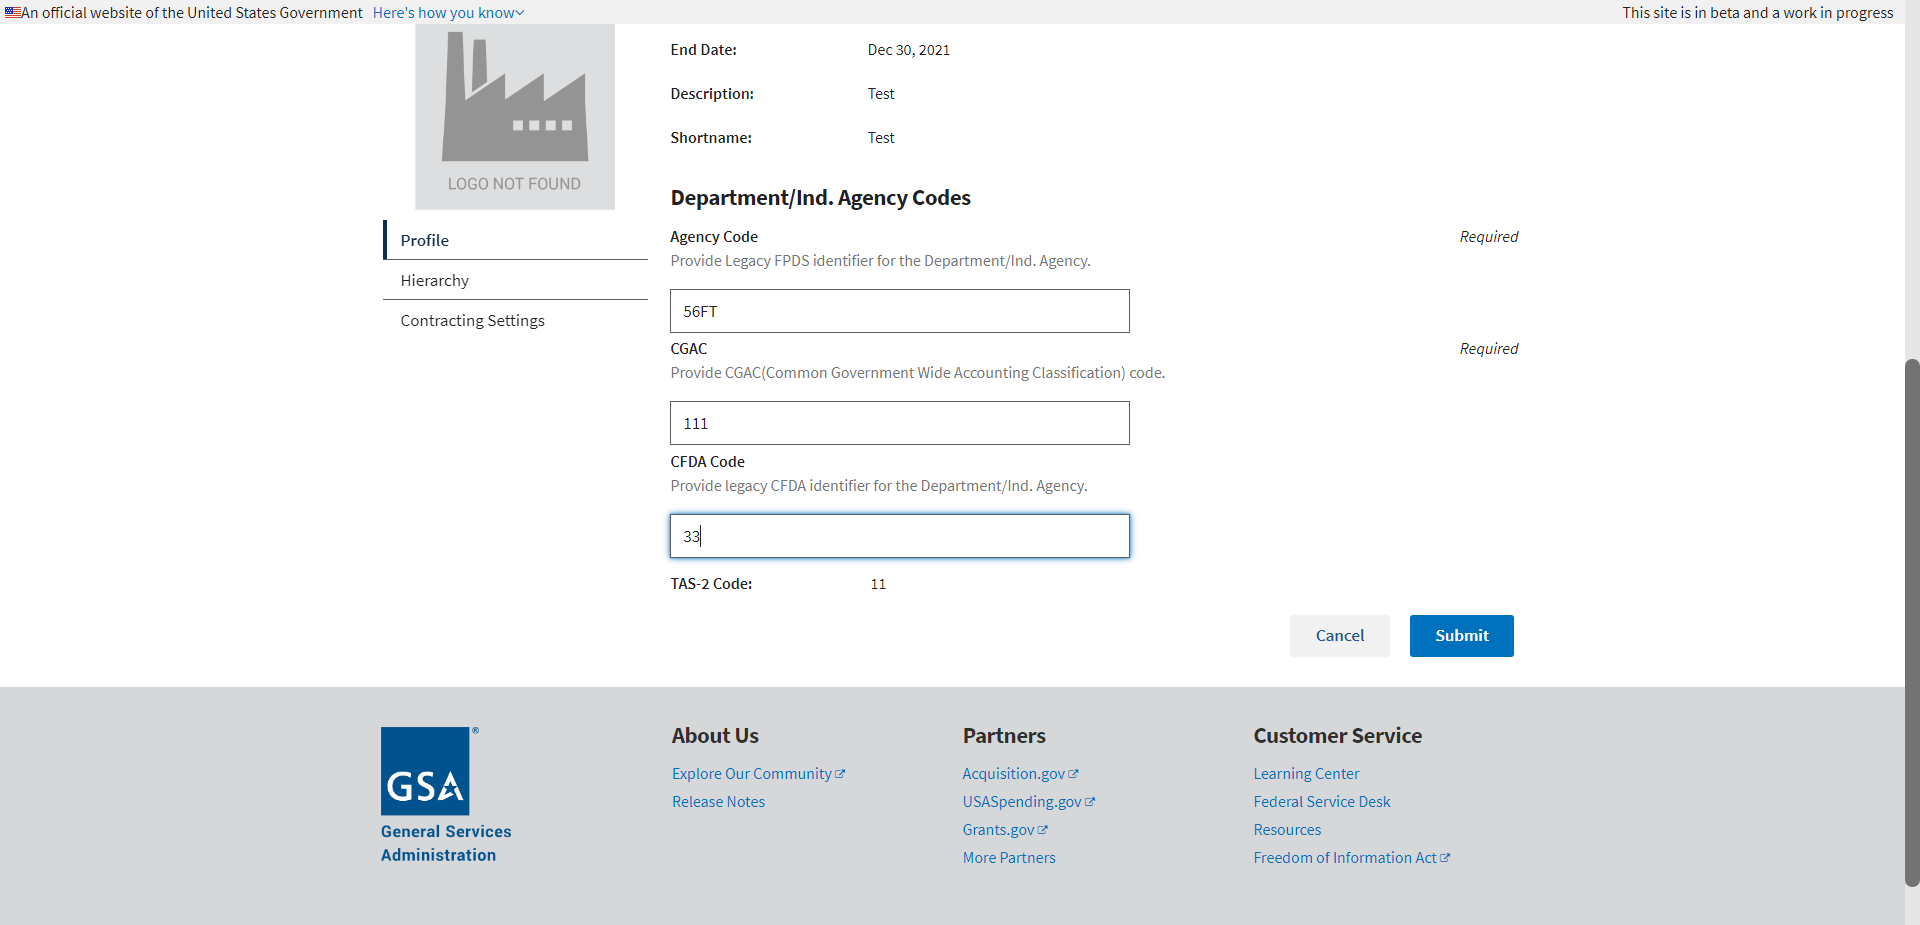 An official website of the United States Government Here's how you know
This site is in beta and a work in progress
LOGO NOT FOUND
Profile
Hierarchy
Contracting Settings
End Date: Dec 30, 2021
Description: Test
Shortname: Test
Department/Ind. Agency Codes
Agency Code Required
Provide Legacy FPDS identifier for the Department/Ind. Agency.
56FT
CGAC Required
Provide CGAC(Common Government Wide Accounting Classification) code.
111
CFDA Code
Provide legacy CFDA identifier for the Department/Ind. Agency.
33
TAS-2 Code: 11
Cancel Submit
GSA®
General Services
Administration
About Us
Explore Our Community
Release Notes
Partners
Acquisition.gov
USASpending.gov
Grants.gov
More Partners
Customer Service
Learning Center
Federal Service Desk
Resources
Freedom of Information Act